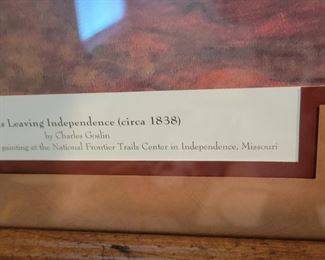 s Leaving Independence (circa 1838)
by Charles Goslin
painting at the National Frontier Trails Center in Independence, Missouri